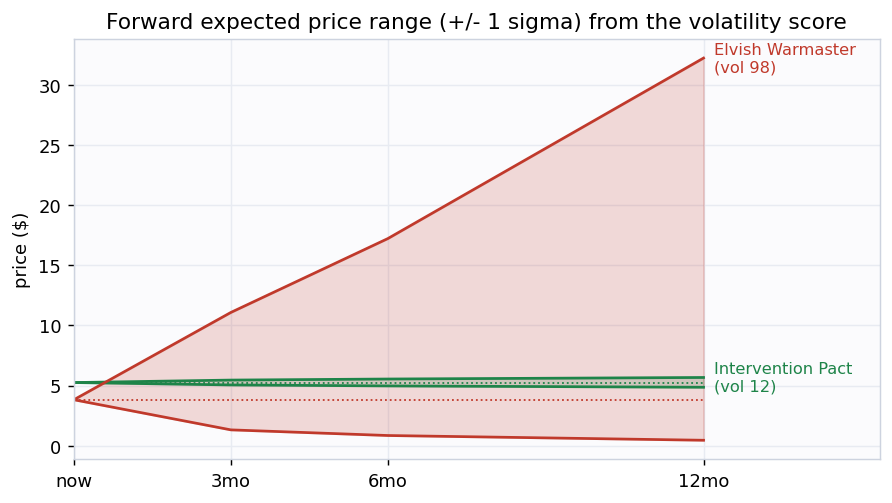 Forward expected price range (+/- 1 sigma) from the volatility score
Elvish Warmaster
(vol 98)
30
25
20
15
10
5
0
price ($)
Intervention Pact
(vol 12)
now
3mo
6mo
12mo